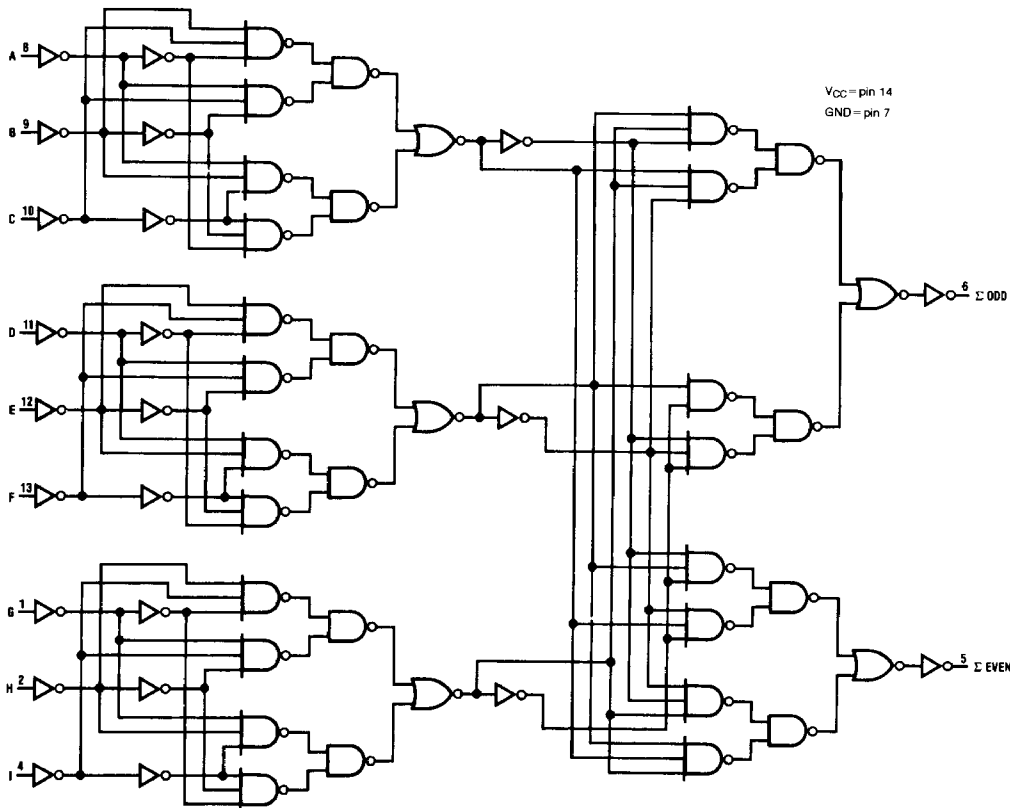 A 8
V_CC = pin 14
GND = pin 7
B 9
C 10
6 Σ ODD
D 11
E 12
F 13
G 1
5 Σ EVEN
H 2
I 4